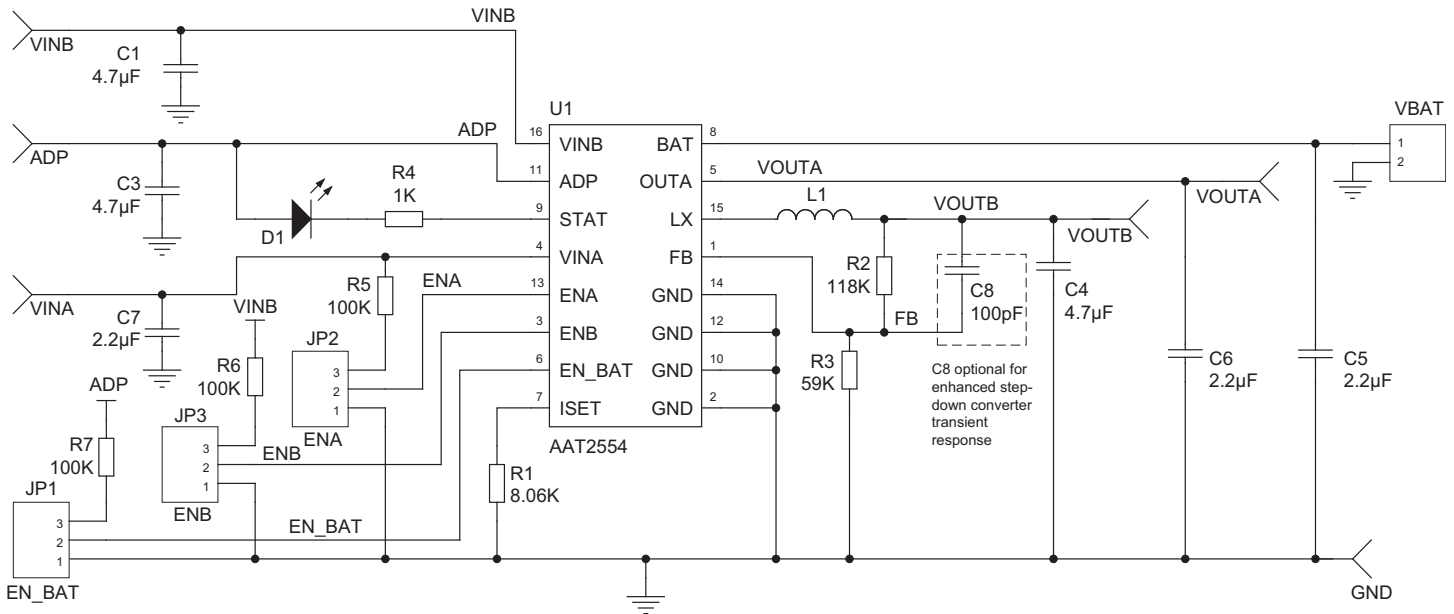 VINB
VINB
C1
4.7µF
U1
VBAT
ADP
ADP
16
VINB
BAT
8
1
2
C3
4.7µF
R4
1K
11
ADP
OUTA
5
VOUTA
VOUTA
L1
D1
9
STAT
LX
15
VOUTB
VOUTB
4
VINA
FB
1
R2
118K
C8
100pF
C4
4.7µF
VINA
C7
2.2µF
VINB
R5
100K
ENA
13
ENA
GND
14
3
ENB
GND
12
FB
JP2
3
2
1
ENA
R6
100K
6
EN_BAT
GND
10
R3
59K
C8 optional for
enhanced step-
down converter
transient
response
C6
2.2µF
C5
2.2µF
ADP
7
ISET
GND
2
AAT2554
JP3
3
2
1
ENB
ENB
R7
100K
R1
8.06K
JP1
3
2
1
EN_BAT
EN_BAT
GND